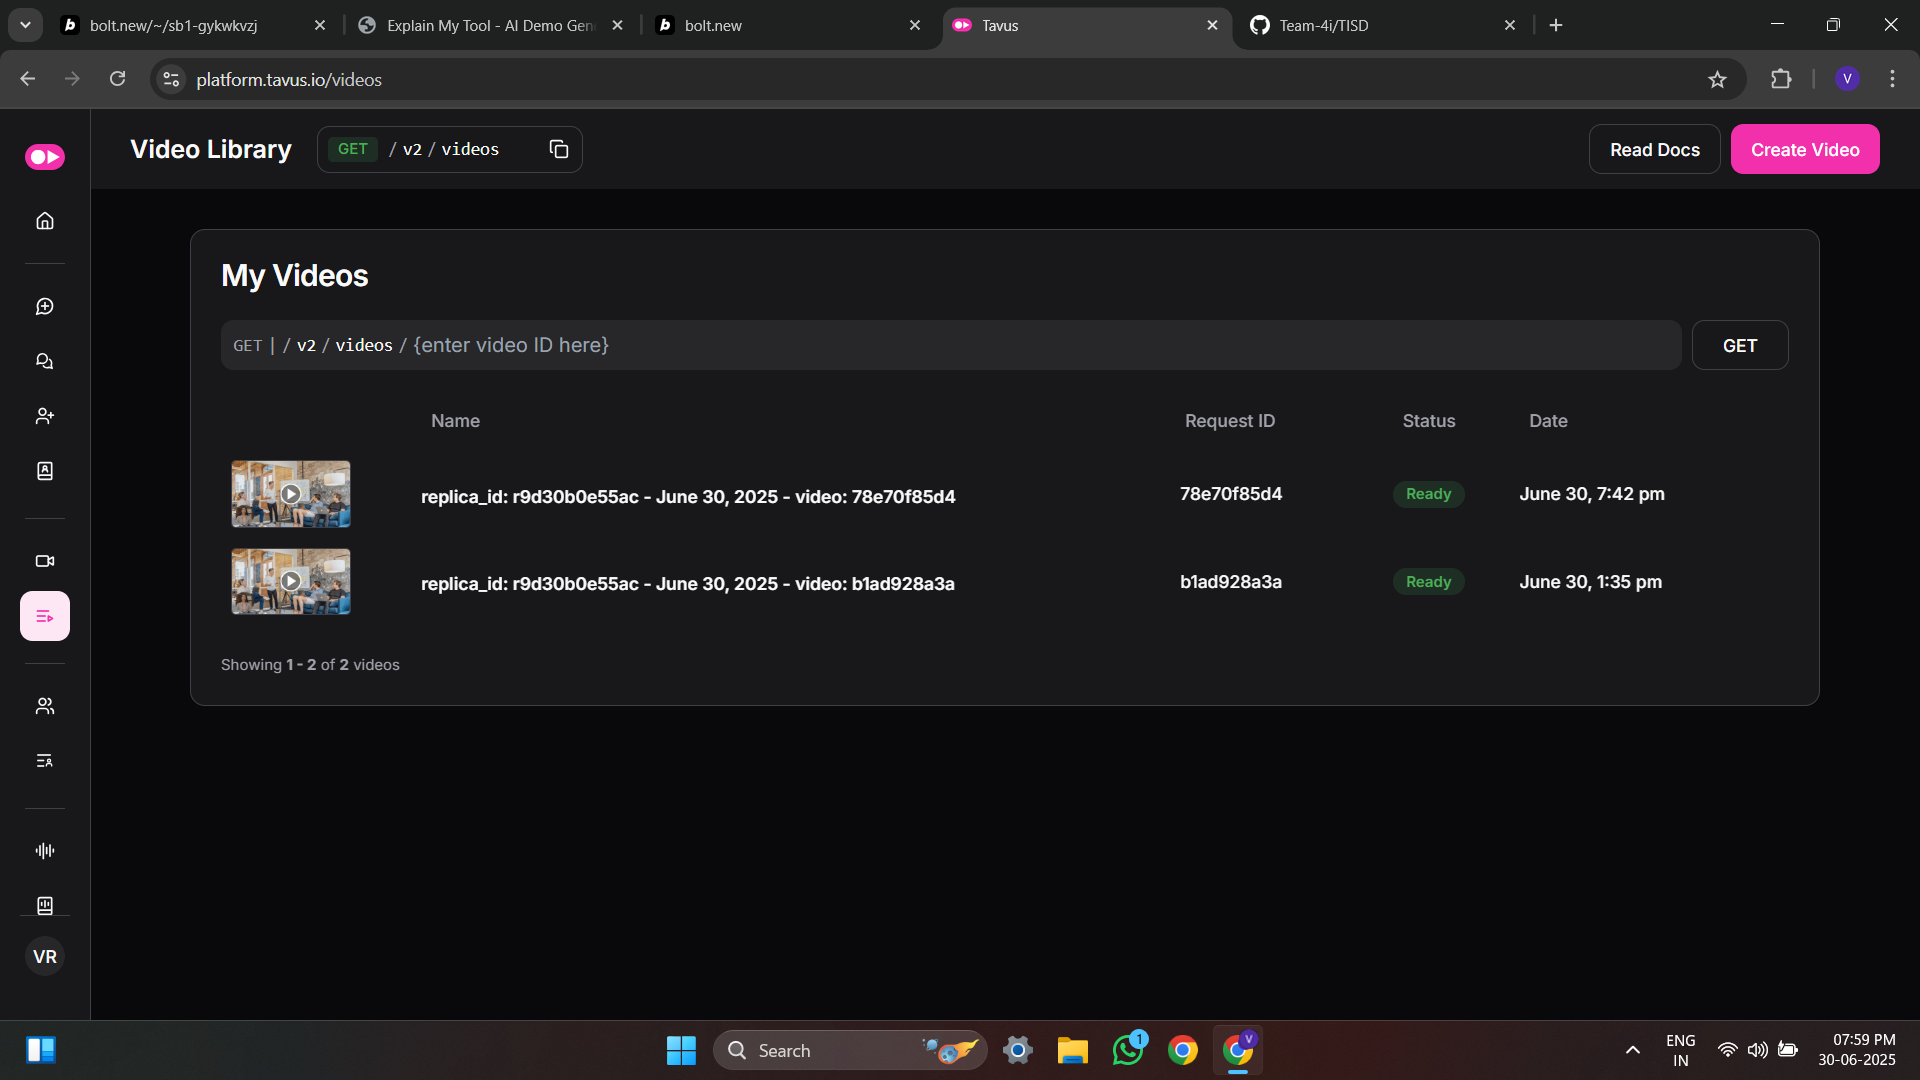 bolt.new/~/sb1-gykwkvzj
Explain My Tool - AI Demo Gen
bolt.new
Tavus
Team-4i/TISD
platform.tavus.io/videos
V
Video Library
GET / v2 / videos
Read Docs
Create Video
My Videos
GET | / v2 / videos / {enter video ID here}
GET
Name
Request ID
Status
Date
replica_id: r9d30b0e55ac - June 30, 2025 - video: 78e70f85d4
78e70f85d4
Ready
June 30, 7:42 pm
replica_id: r9d30b0e55ac - June 30, 2025 - video: b1ad928a3a
b1ad928a3a
Ready
June 30, 1:35 pm
Showing 1 - 2 of 2 videos
VR
Search
1
V
ENG
IN
07:59 PM
30-06-2025